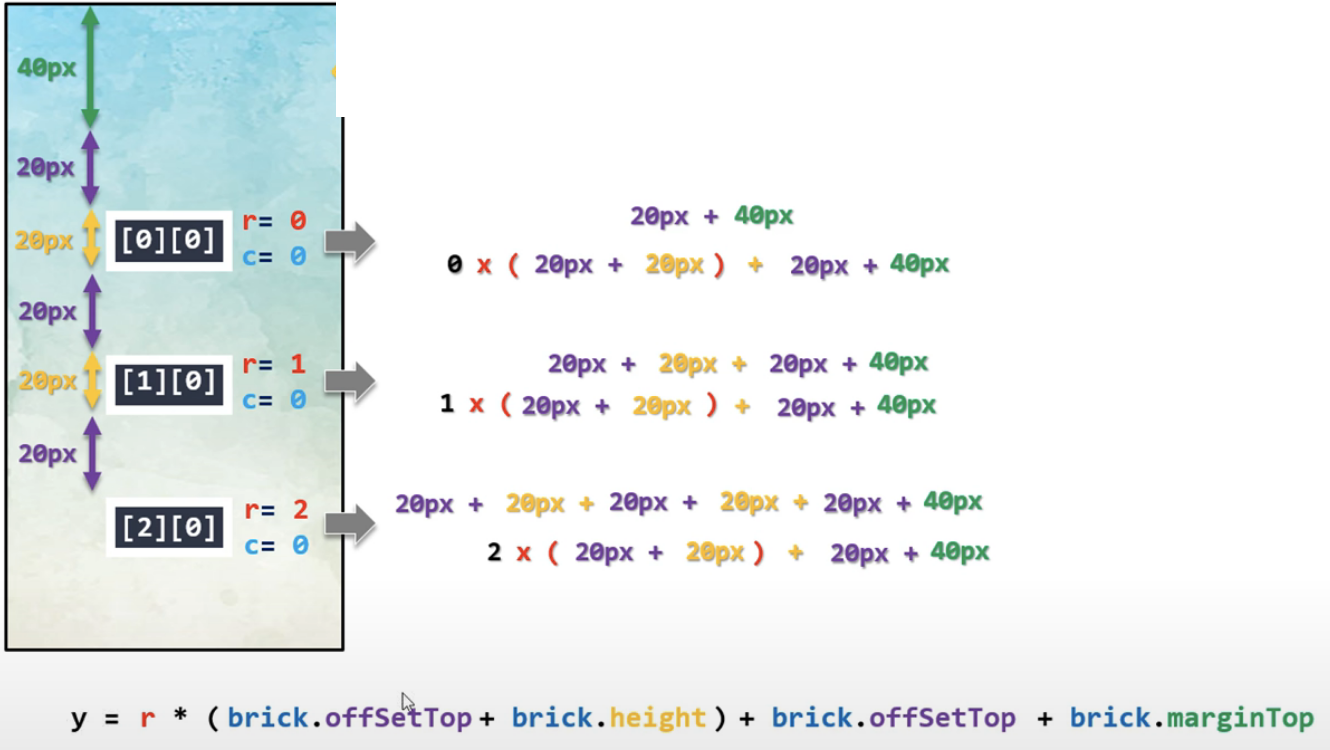 40px
20px
20px [0][0] r= 0
c= 0
20px + 40px
0 x ( 20px + 20px ) + 20px + 40px
20px
20px [1][0] r= 1
c= 0
20px + 20px + 20px + 40px
1 x ( 20px + 20px ) + 20px + 40px
20px
[2][0] r= 2
c= 0
20px + 20px + 20px + 20px + 20px + 40px
2 x ( 20px + 20px ) + 20px + 40px
y = r * ( brick.offSetTop + brick.height ) + brick.offSetTop + brick.marginTop